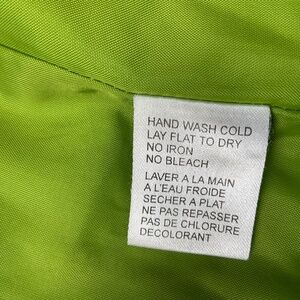 HAND WASH COLD
LAY FLAT TO DRY
NO IRON
NO BLEACH
LAVER A LA MAIN
A L'EAU FROIDE
SECHER A PLAT
NE PAS REPASSER
PAS DE CHLORURE
DECOLORANT